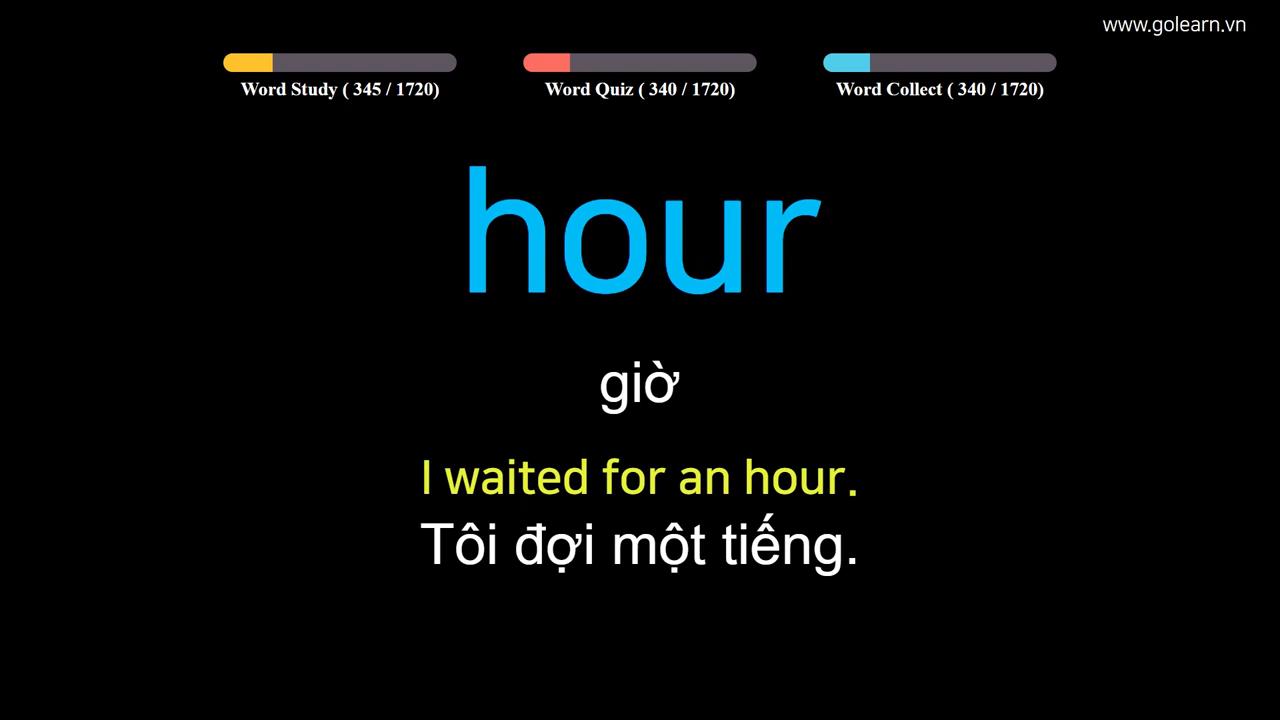 www.golearn.vn
Word Study ( 345 / 1720)
Word Quiz ( 340 / 1720)
Word Collect ( 340 / 1720)
hour
giờ
I waited for an hour.
Tôi đợi một tiếng.